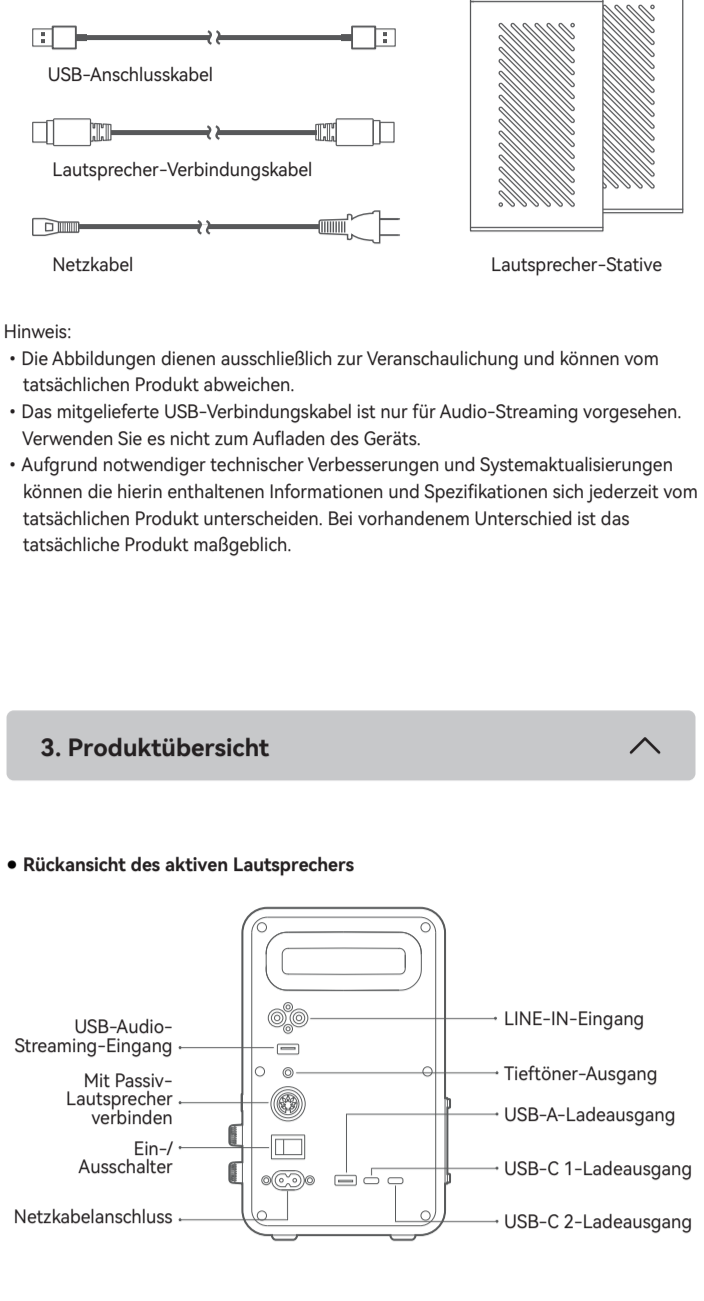 USB-Anschlusskabel
Lautsprecher-Verbindungskabel
Netzkabel
Lautsprecher-Stative
Hinweis:
• Die Abbildungen dienen ausschließlich zur Veranschaulichung und können vom
tatsächlichen Produkt abweichen.
• Das mitgelieferte USB-Verbindungskabel ist nur für Audio-Streaming vorgesehen.
Verwenden Sie es nicht zum Aufladen des Geräts.
• Aufgrund notwendiger technischer Verbesserungen und Systemaktualisierungen
können die hierin enthaltenen Informationen und Spezifikationen sich jederzeit vom
tatsächlichen Produkt unterscheiden. Bei vorhandenem Unterschied ist das
tatsächliche Produkt maßgeblich.
3. Produktübersicht
• Rückansicht des aktiven Lautsprechers
USB-Audio-
Streaming-Eingang
Mit Passiv-
Lautsprecher
verbinden
Ein-/
Ausschalter
Netzkabelanschluss
LINE-IN-Eingang
Tieftöner-Ausgang
USB-A-Ladeausgang
USB-C 1-Ladeausgang
USB-C 2-Ladeausgang